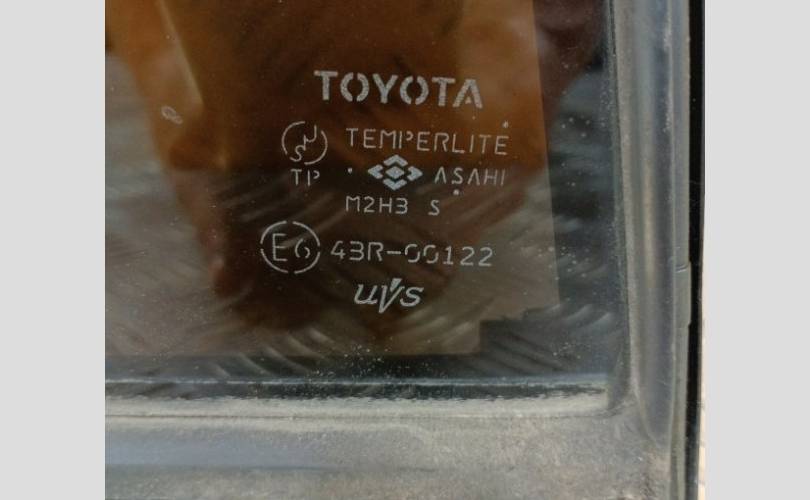 TOYOTA
TEMPERLITE
TP ASAHI
M2H3 S
E6 43R-00122
UVS